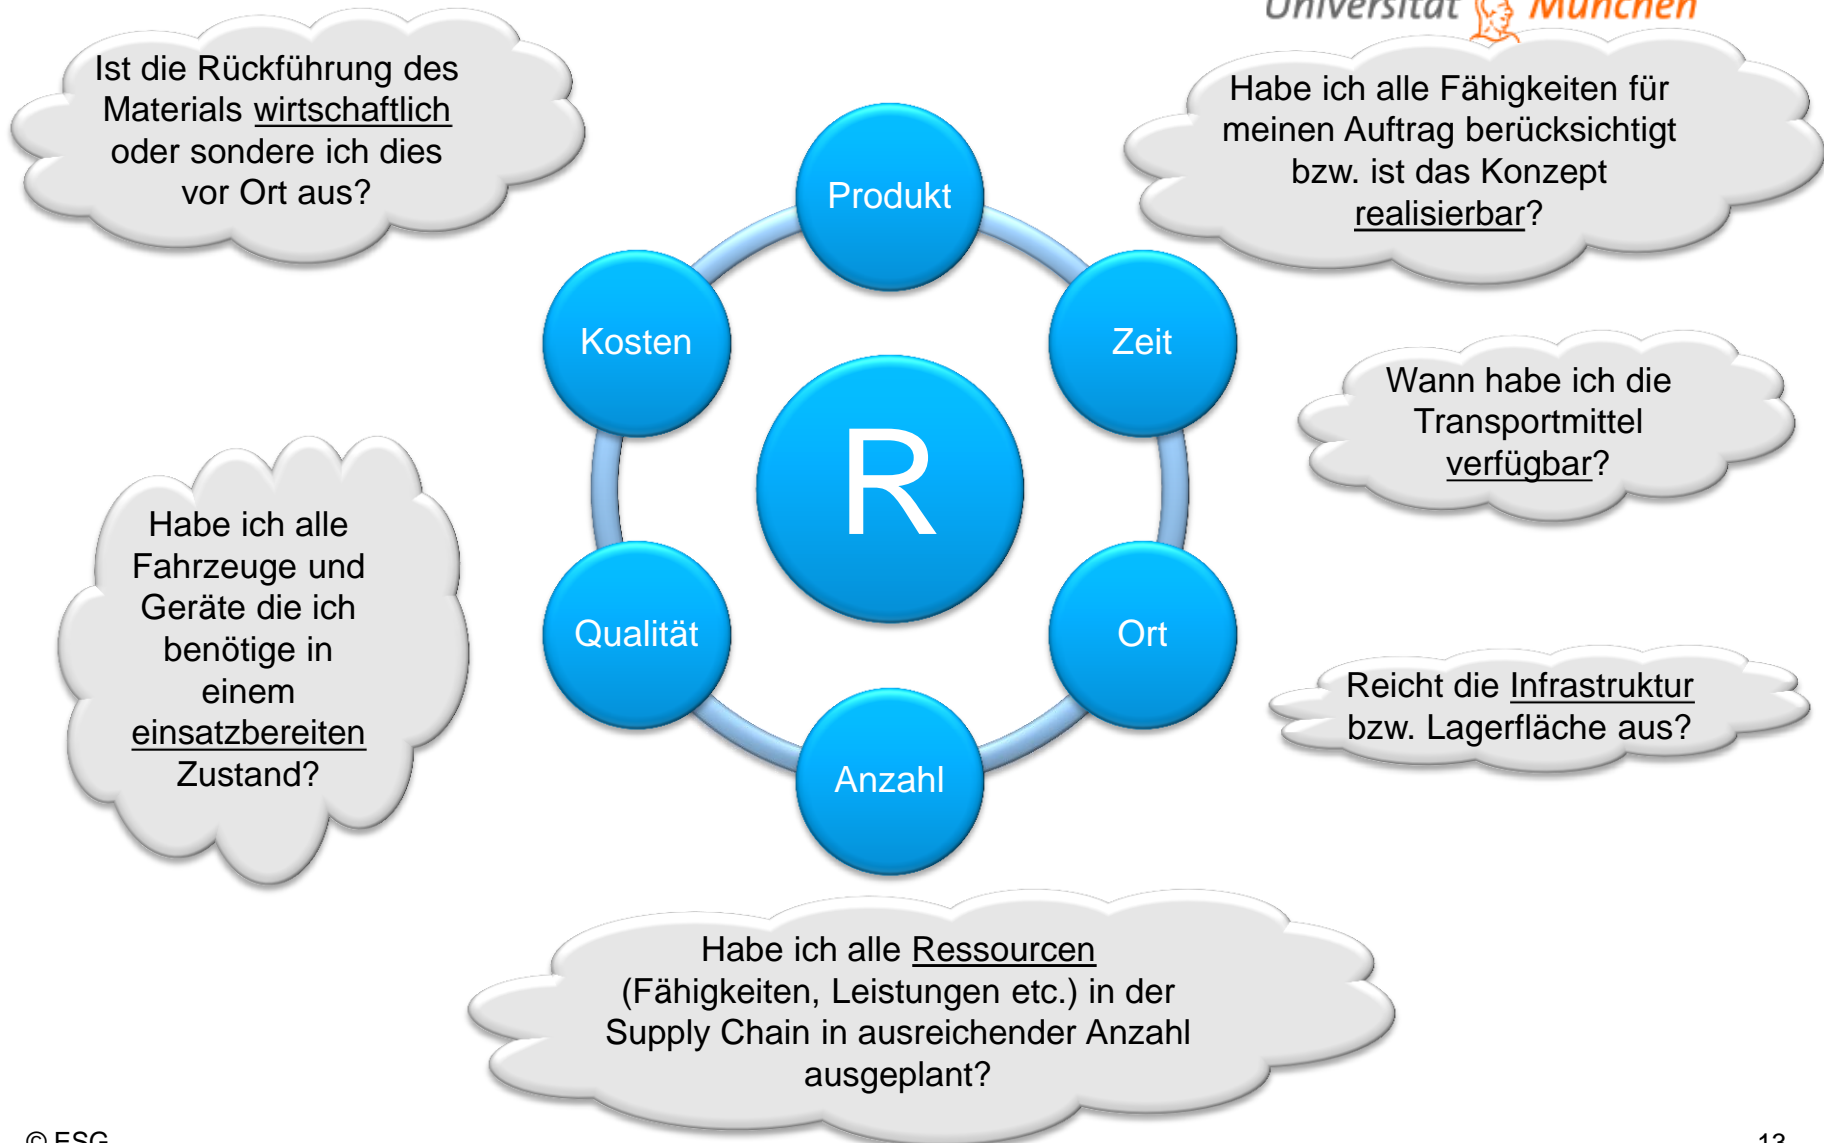 Universität München
Ist die Rückführung des
Materials wirtschaftlich
oder sondere ich dies
vor Ort aus?
Habe ich alle Fähigkeiten für
meinen Auftrag berücksichtigt
bzw. ist das Konzept
realisierbar?
Produkt
Kosten
Zeit
Wann habe ich die
Transportmittel
verfügbar?
R
Habe ich alle
Fahrzeuge und
Geräte die ich
benötige in
einem
einsatzbereiten
Zustand?
Qualität
Ort
Reicht die Infrastruktur
bzw. Lagerfläche aus?
Anzahl
Habe ich alle Ressourcen
(Fähigkeiten, Leistungen etc.) in der
Supply Chain in ausreichender Anzahl
ausgeplant?
© ESG
13